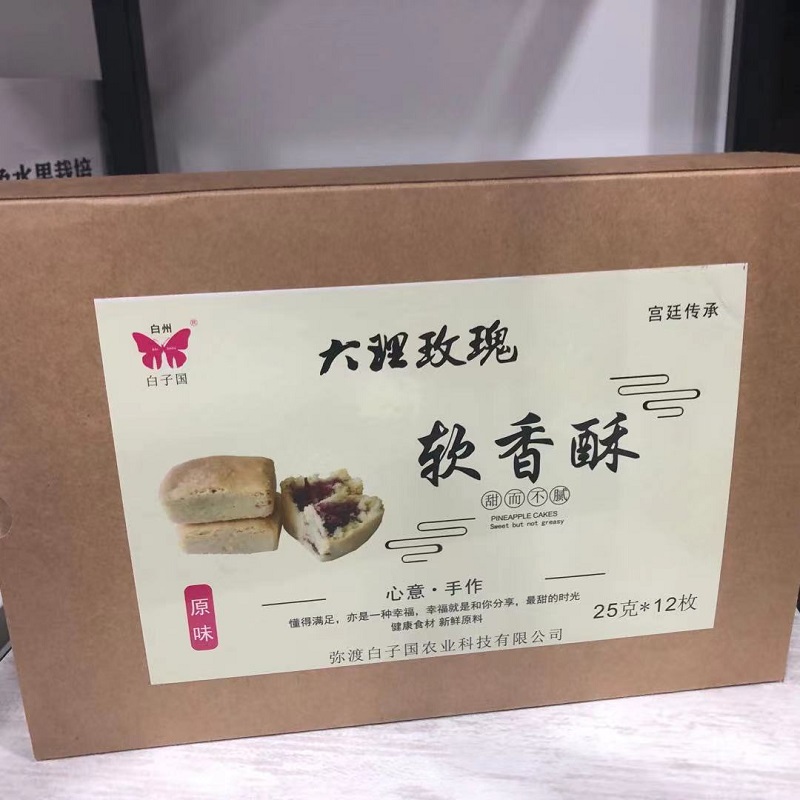 水果栽培
白州
®
白子国
宫廷传承
大理玫瑰
软香酥
甜而不腻
PINEAPPLE CAKES
Sweet but not greasy
心意·手作
懂得满足，亦是一种幸福，幸福就是和你分享，最甜的时光
健康食材 新鲜原料
原味
25克*12枚
弥渡白子国农业科技有限公司